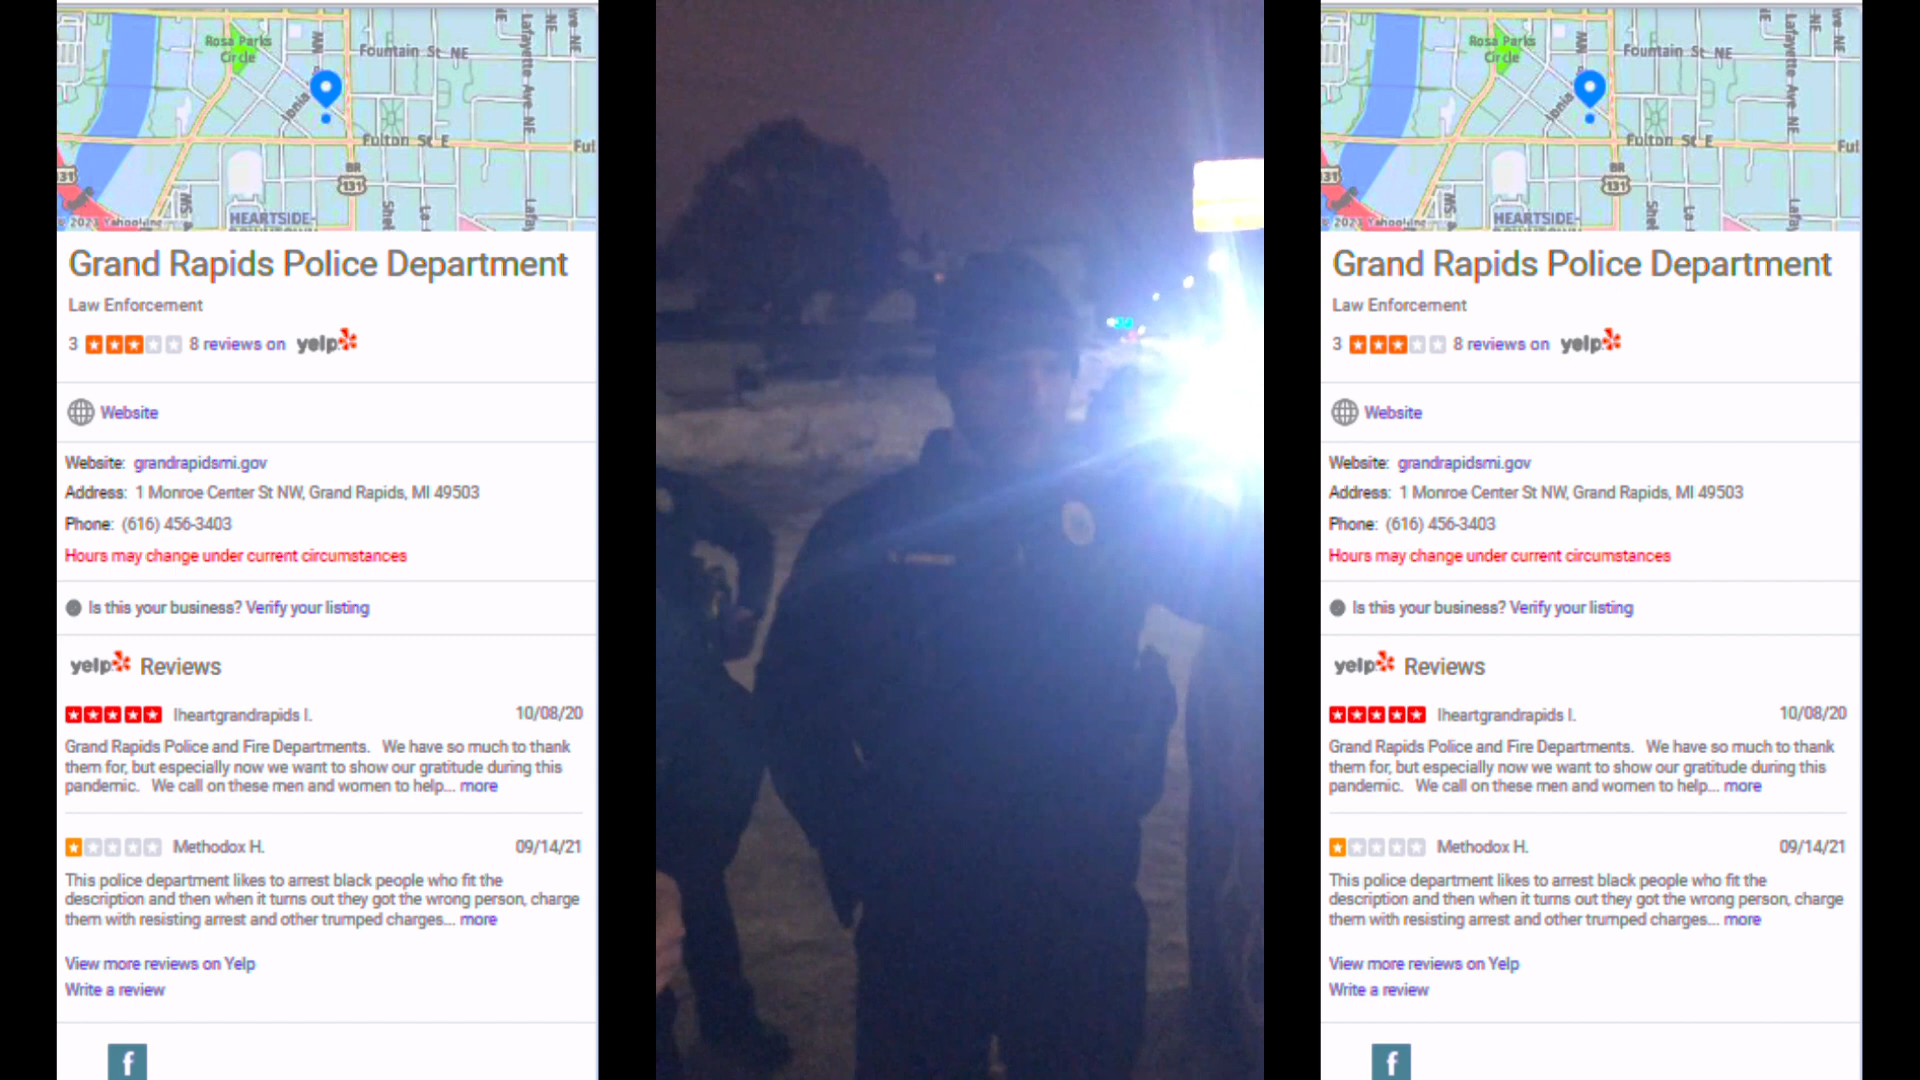 Rosa Parks
Circle
Fountain St NE
Lafayette Ave NE
NE
Ionia
Fulton St E
Ful
BR
131
31
HEARTSIDE-
Grand Rapids Police Department
Law Enforcement
3 8 reviews on yelp
Website
Website: grandrapidsmi.gov
Address: 1 Monroe Center St NW, Grand Rapids, MI 49503
Phone: (616) 456-3403
Hours may change under current circumstances
Is this your business? Verify your listing
yelp Reviews
Iheartgrandrapids I. 10/08/20
Grand Rapids Police and Fire Departments. We have so much to thank
them for, but especially now we want to show our gratitude during this
pandemic. We call on these men and women to help... more
Methodox H. 09/14/21
This police department likes to arrest black people who fit the
description and then when it turns out they got the wrong person, charge
them with resisting arrest and other trumped charges... more
View more reviews on Yelp
Write a review
f
Rosa Parks
Circle
Fountain St NE
Lafayette Ave NE
NE
Ionia
Fulton St E
Ful
BR
131
31
HEARTSIDE-
Grand Rapids Police Department
Law Enforcement
3 8 reviews on yelp
Website
Website: grandrapidsmi.gov
Address: 1 Monroe Center St NW, Grand Rapids, MI 49503
Phone: (616) 456-3403
Hours may change under current circumstances
Is this your business? Verify your listing
yelp Reviews
Iheartgrandrapids I. 10/08/20
Grand Rapids Police and Fire Departments. We have so much to thank
them for, but especially now we want to show our gratitude during this
pandemic. We call on these men and women to help... more
Methodox H. 09/14/21
This police department likes to arrest black people who fit the
description and then when it turns out they got the wrong person, charge
them with resisting arrest and other trumped charges... more
View more reviews on Yelp
Write a review
f